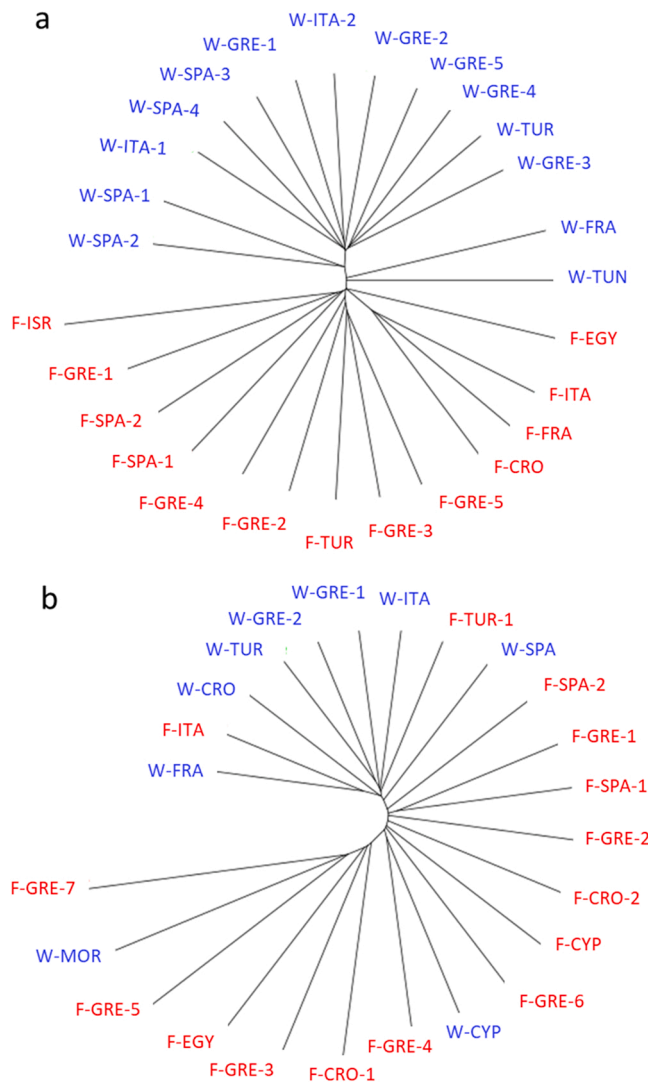 a
W-ITA-2
W-GRE-1
W-GRE-2
W-SPA-3
W-GRE-5
W-SPA-4
W-GRE-4
W-ITA-1
W-TUR
W-GRE-3
W-SPA-1
W-FRA
W-SPA-2
W-TUN
F-ISR
F-EGY
F-GRE-1
F-ITA
F-SPA-2
F-FRA
F-SPA-1
F-CRO
F-GRE-4
F-GRE-5
F-GRE-2
F-GRE-3
F-TUR
b
W-GRE-1
W-ITA
W-GRE-2
F-TUR-1
W-TUR
W-SPA
W-CRO
F-SPA-2
F-ITA
F-GRE-1
W-FRA
F-SPA-1
F-GRE-2
F-GRE-7
F-CRO-2
W-MOR
F-CYP
F-GRE-5
F-GRE-6
F-EGY
W-CYP
F-GRE-3
F-GRE-4
F-CRO-1